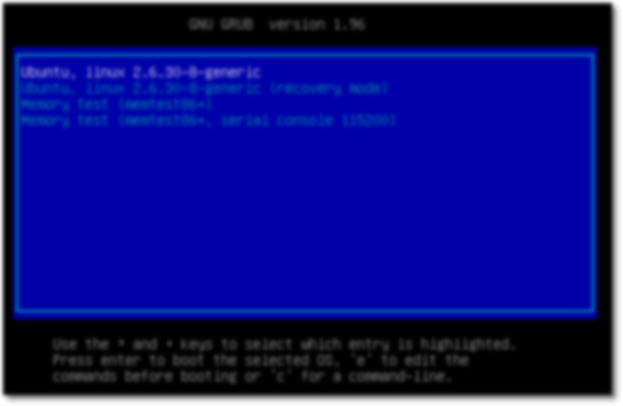 GNU GRUB version 1.96
Ubuntu, linux 2.6.30-8-generic
Ubuntu, linux 2.6.30-8-generic (recovery mode)
Memory test (memtest86+)
Memory test (memtest86+, serial console 115200)
Use the ↑ and ↓ keys to select which entry is highlighted.
Press enter to boot the selected OS, 'e' to edit the
commands before booting or 'c' for a command-line.